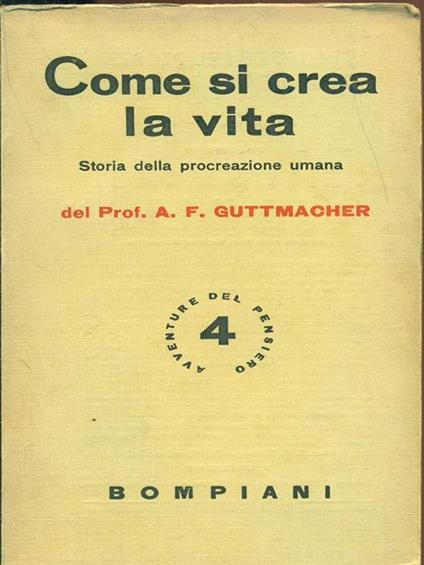 Come si crea
la vita
Storia della procreazione umana
del Prof. A. F. GUTTMACHER
AVVENTURE DEL PENSIERO
4
BOMPIANI